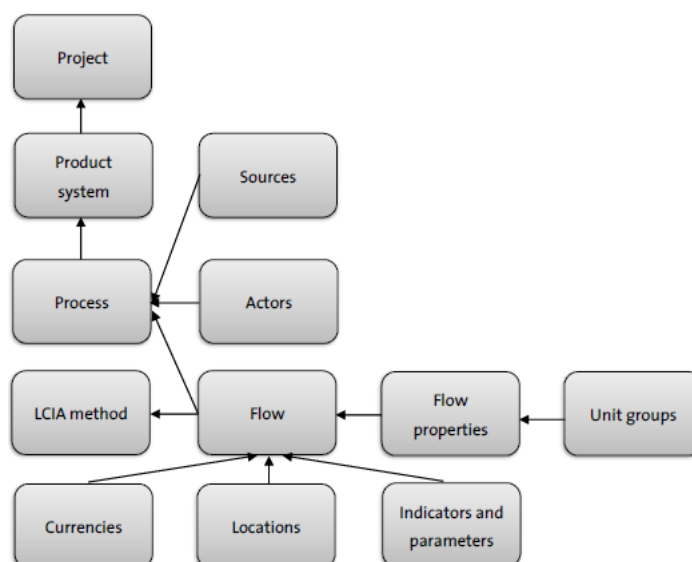 Project
Product
system
Sources
Process
Actors
LCIA method
Flow
Flow
properties
Unit groups
Currencies
Locations
Indicators and
parameters